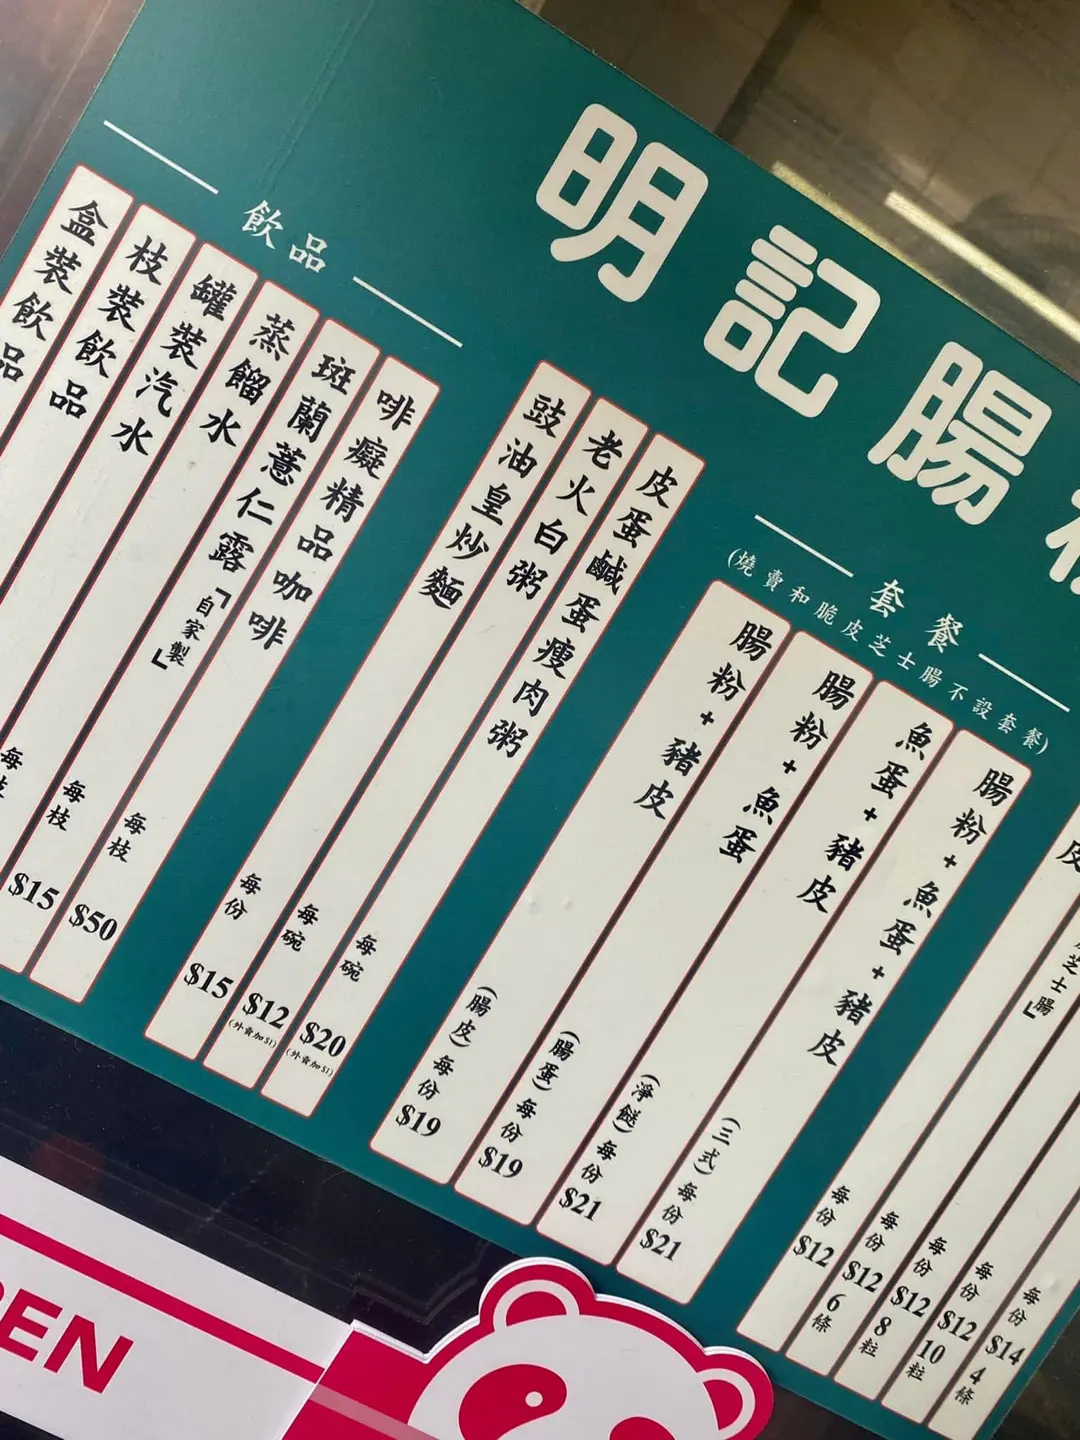 明記腸
套餐
(燒賣和脆皮芝士腸不設套餐)
飲品
芝士腸」
每份 $14 4條
每份 $12 10粒
每份 $12 8粒
每份 $12 6條
每份 $12
腸粉+魚蛋+豬皮 (三式) 每份 $21
魚蛋+豬皮 (淨餸) 每份 $21
腸粉+魚蛋 (腸蛋) 每份 $19
腸粉+豬皮 (腸皮) 每份 $19
皮蛋鹹蛋瘦肉粥 每碗 $20 (外賣加$1)
老火白粥 每碗 $12 (外賣加$1)
豉油皇炒麵 每份 $15
啡癡精品咖啡 每枝 $50
斑蘭薏仁露「自家製」 每枝 $15
蒸餾水 每枝
罐裝汽水
枝裝飲品
盒裝飲品
EN